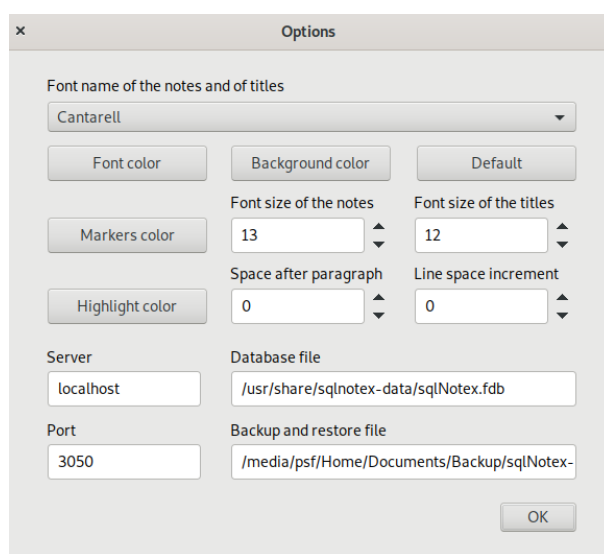 Options
Font name of the notes and of titles
Cantarell
Font color Background color Default
Font size of the notes Font size of the titles
Markers color 13 12
Space after paragraph Line space increment
Highlight color 0 0
Server Database file
localhost /usr/share/sqlnotex-data/sqlNotex.fdb
Port Backup and restore file
3050 /media/psf/Home/Documents/Backup/sqlNotex-
OK